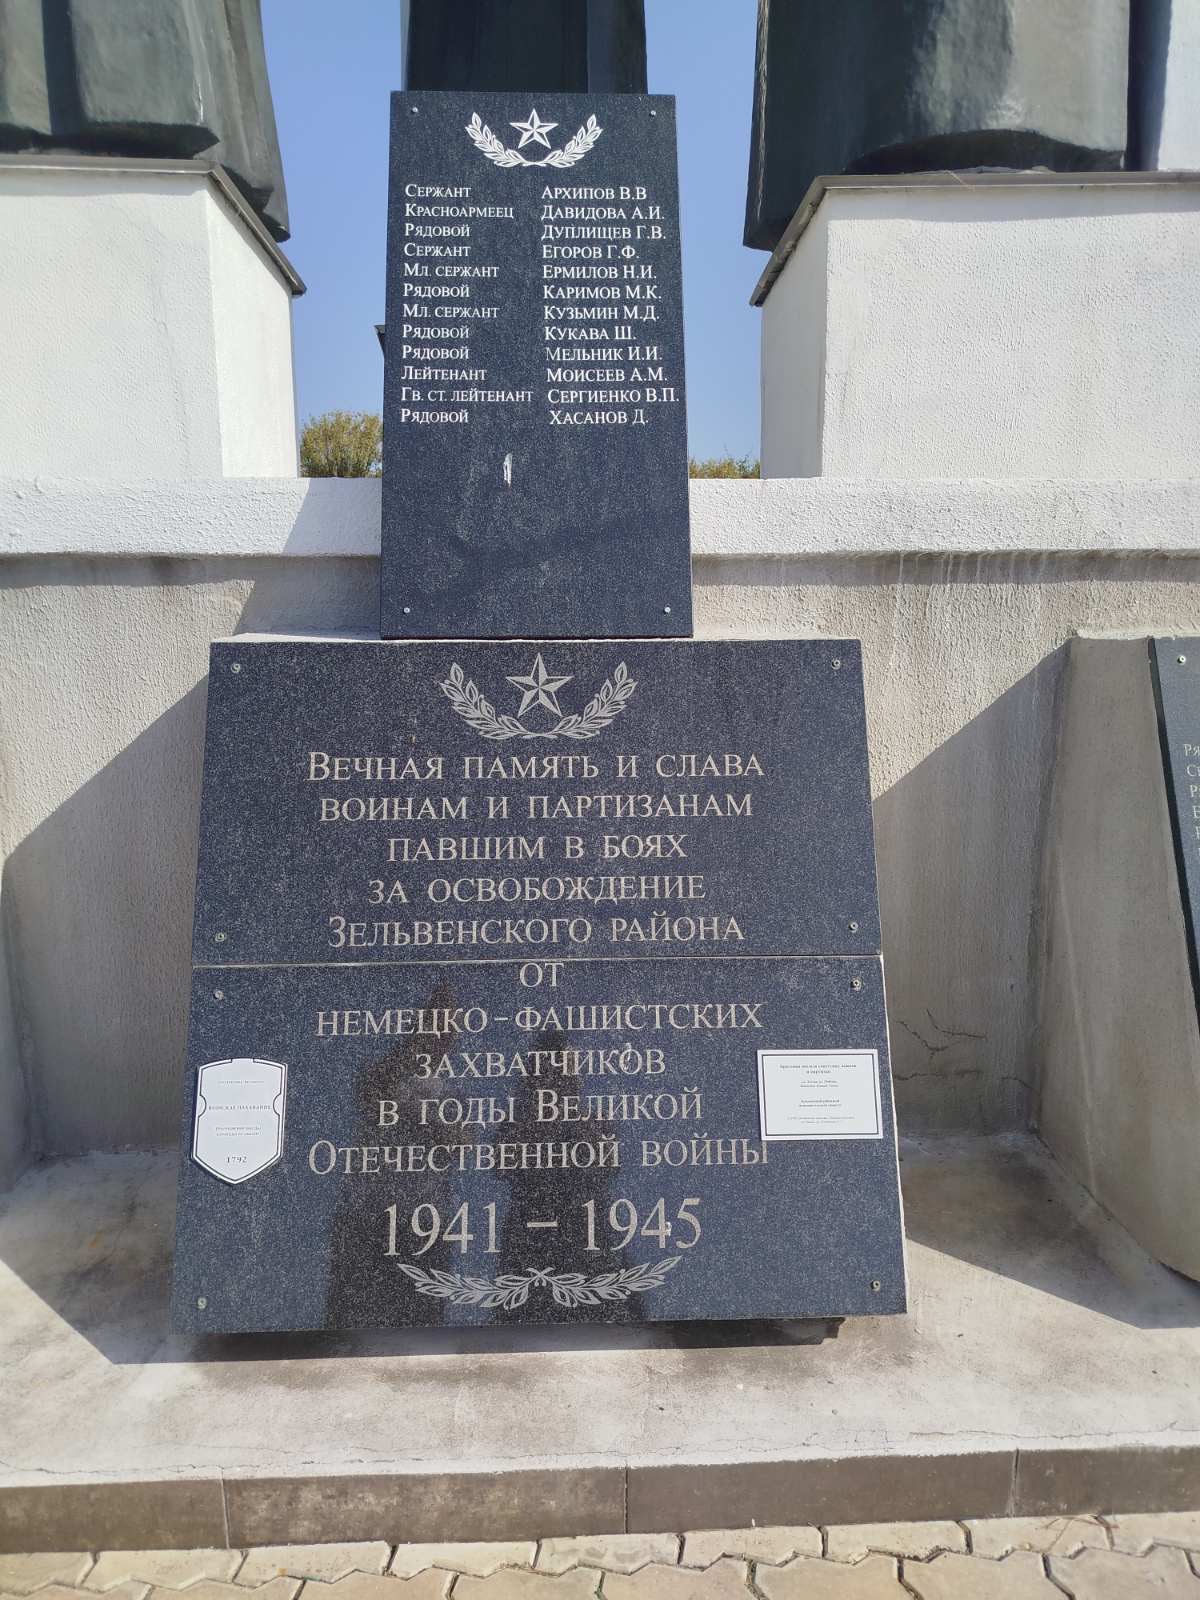 Сержант Архипов В.В
Красноармеец Давидова А.И.
Рядовой Дуплищев Г.В.
Сержант Егоров Г.Ф.
Мл. сержант Ермилов Н.И.
Рядовой Каримов М.К.
Мл. сержант Кузьмин М.Д.
Рядовой Кукава Ш.
Рядовой Мельник И.И.
Лейтенант Моисеев А.М.
Гв. ст. лейтенант Сергиенко В.П.
Рядовой Хасанов Д.
Вечная память и слава
воинам и партизанам
павшим в боях
за освобождение
Зельвенского района
от
немецко-фашистских
захватчиков
в годы Великой
Отечественной войны
1941 - 1945
1792